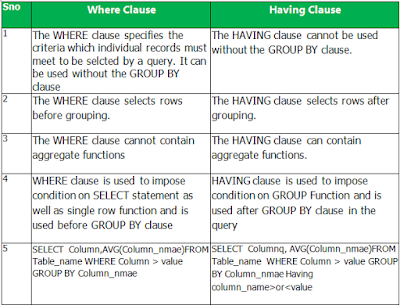 Sno Where Clause Having Clause
1
The WHERE clause specifies the
criteria which individual records must
meet to be selcted by a query. It can
be used without the GROUP BY
clause
The HAVING clause cannot be used
without the GROUP BY clause.
2
The WHERE clause selects rows
before grouping.
The HAVING clause selects rows after
grouping.
3
The WHERE clause cannot contain
aggregate functions
The HAVING clause can contain
aggregate functions.
4
WHERE clause is used to impose
condition on SELECT statement as
well as single row function and is
used before GROUP BY clause
HAVING clause is used to impose
condition on GROUP Function and is
used after GROUP BY clause in the
query
5
SELECT Column,AVG(Column_nmae)FROM
Table_name WHERE Column > value
GROUP BY Column_nmae
SELECT Columnq, AVG(Column_nmae)FROM
Table_name WHERE Column > value GROUP
BY Column_nmae Having
column_name>or<value